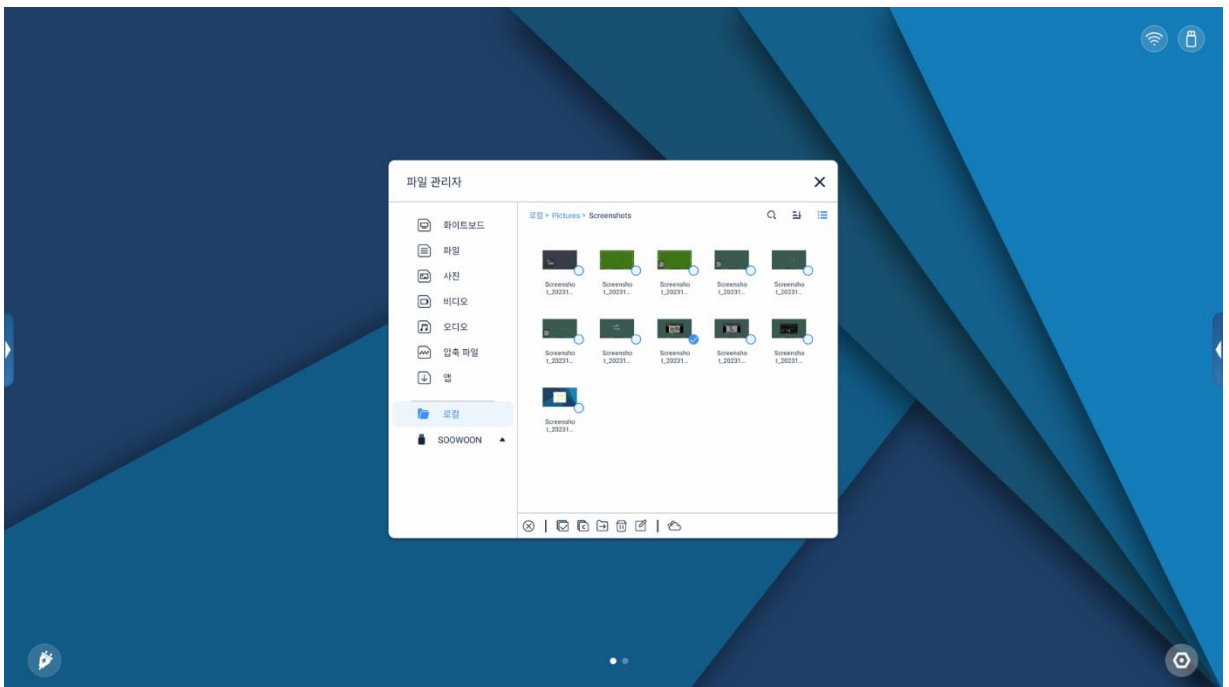 파일 관리자
화이트보드
파일
사진
비디오
오디오
압축 파일
앱
로컬
SOOWOON
로컬 > Pictures > Screenshots
Screensho Screensho Screensho Screensho Screensho
t_20231... t_20231... t_20231... t_20231... t_20231...
Screensho Screensho Screensho Screensho Screensho
t_20231... t_20231... t_20231... t_20231... t_20231...
Screensho
t_20231...